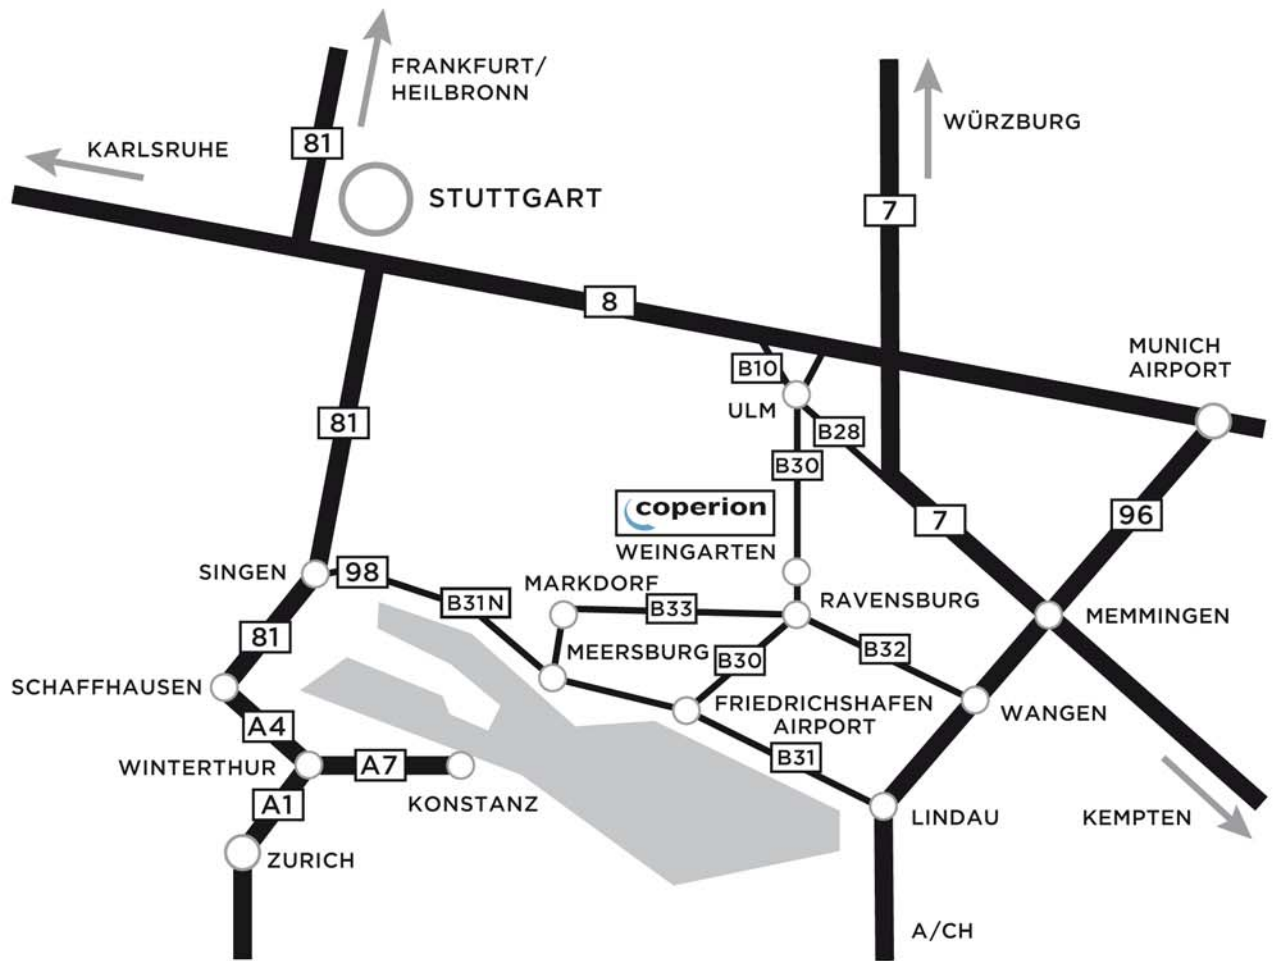 FRANKFURT/
HEILBRONN
81
WÜRZBURG
KARLSRUHE
STUTTGART
7
8
MUNICH
AIRPORT
B10
ULM
81
B28
B30
coperion
7
96
WEINGARTEN
SINGEN
98
MARKDORF
B31N
B33
RAVENSBURG
MEMMINGEN
81
MEERSBURG
B30
B32
SCHAFFHAUSEN
FRIEDRICHSHAFEN
AIRPORT
WANGEN
A4
WINTERTHUR
A7
B31
A1
KONSTANZ
LINDAU
KEMPTEN
ZURICH
A/CH